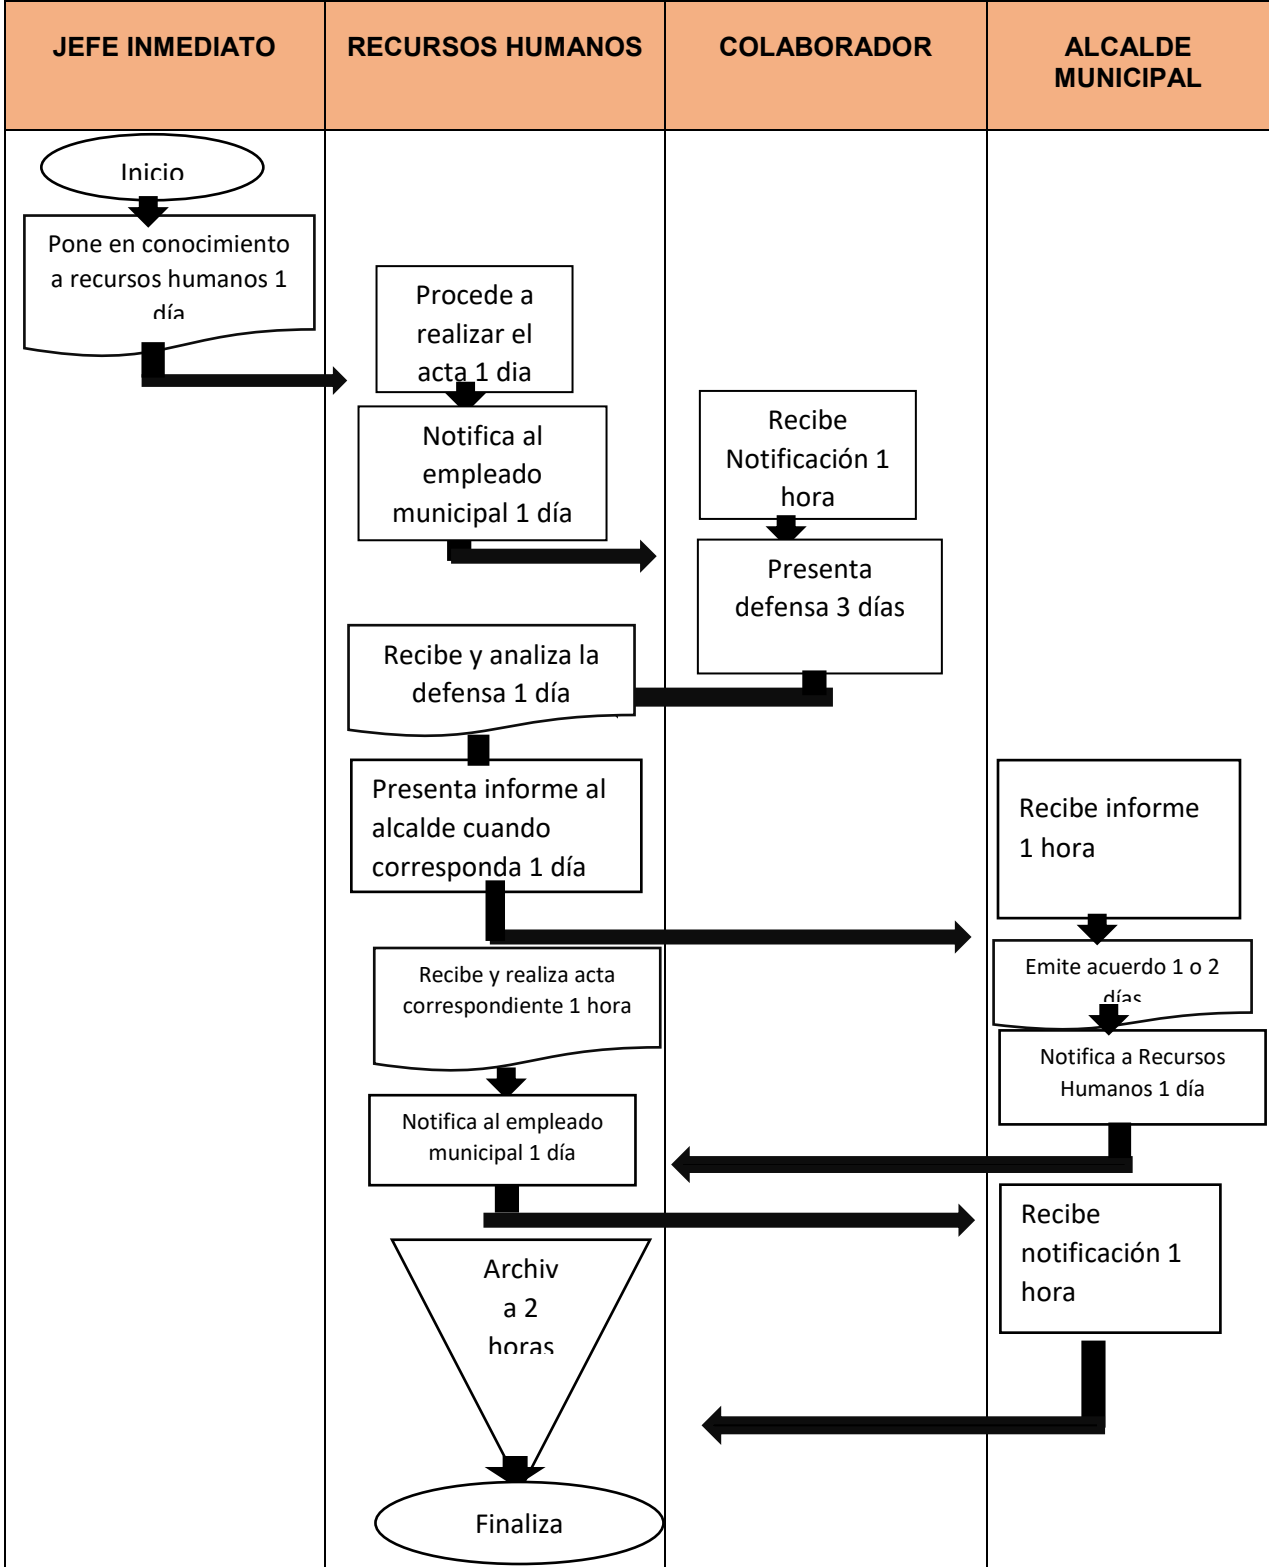 JEFE INMEDIATO
RECURSOS HUMANOS
COLABORADOR
ALCALDE
MUNICIPAL
Inicio
Pone en conocimiento
a recursos humanos 1
día
Procede a
realizar el
acta 1 dia
Notifica al
empleado
municipal 1 día
Recibe
Notificación 1
hora
Presenta
defensa 3 días
Recibe y analiza la
defensa 1 día
Presenta informe al
alcalde cuando
corresponda 1 día
Recibe informe
1 hora
Emite acuerdo 1 o 2
días
Notifica a Recursos
Humanos 1 día
Recibe y realiza acta
correspondiente 1 hora
Notifica al empleado
municipal 1 día
Recibe
notificación 1
hora
Archiv
a 2
horas
Finaliza